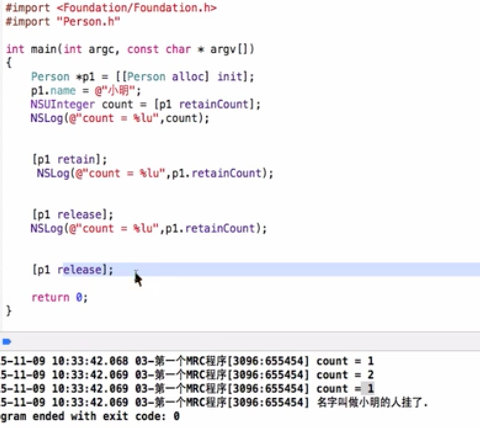 #import <Foundation/Foundation.h>
#import "Person.h"
int main(int argc, const char * argv[])
{
Person *p1 = [[Person alloc] init];
p1.name = @"小明";
NSUInteger count = [p1 retainCount];
NSLog(@"count = %lu",count);
[p1 retain];
NSLog(@"count = %lu",p1.retainCount);
[p1 release];
NSLog(@"count = %lu",p1.retainCount);
[p1 release];
return 0;
}
5-11-09 10:33:42.068 03-第一个MRC程序[3096:655454] count = 1
5-11-09 10:33:42.069 03-第一个MRC程序[3096:655454] count = 2
5-11-09 10:33:42.069 03-第一个MRC程序[3096:655454] count = 1
5-11-09 10:33:42.069 03-第一个MRC程序[3096:655454] 名字叫做小明的人挂了.
gram ended with exit code: 0